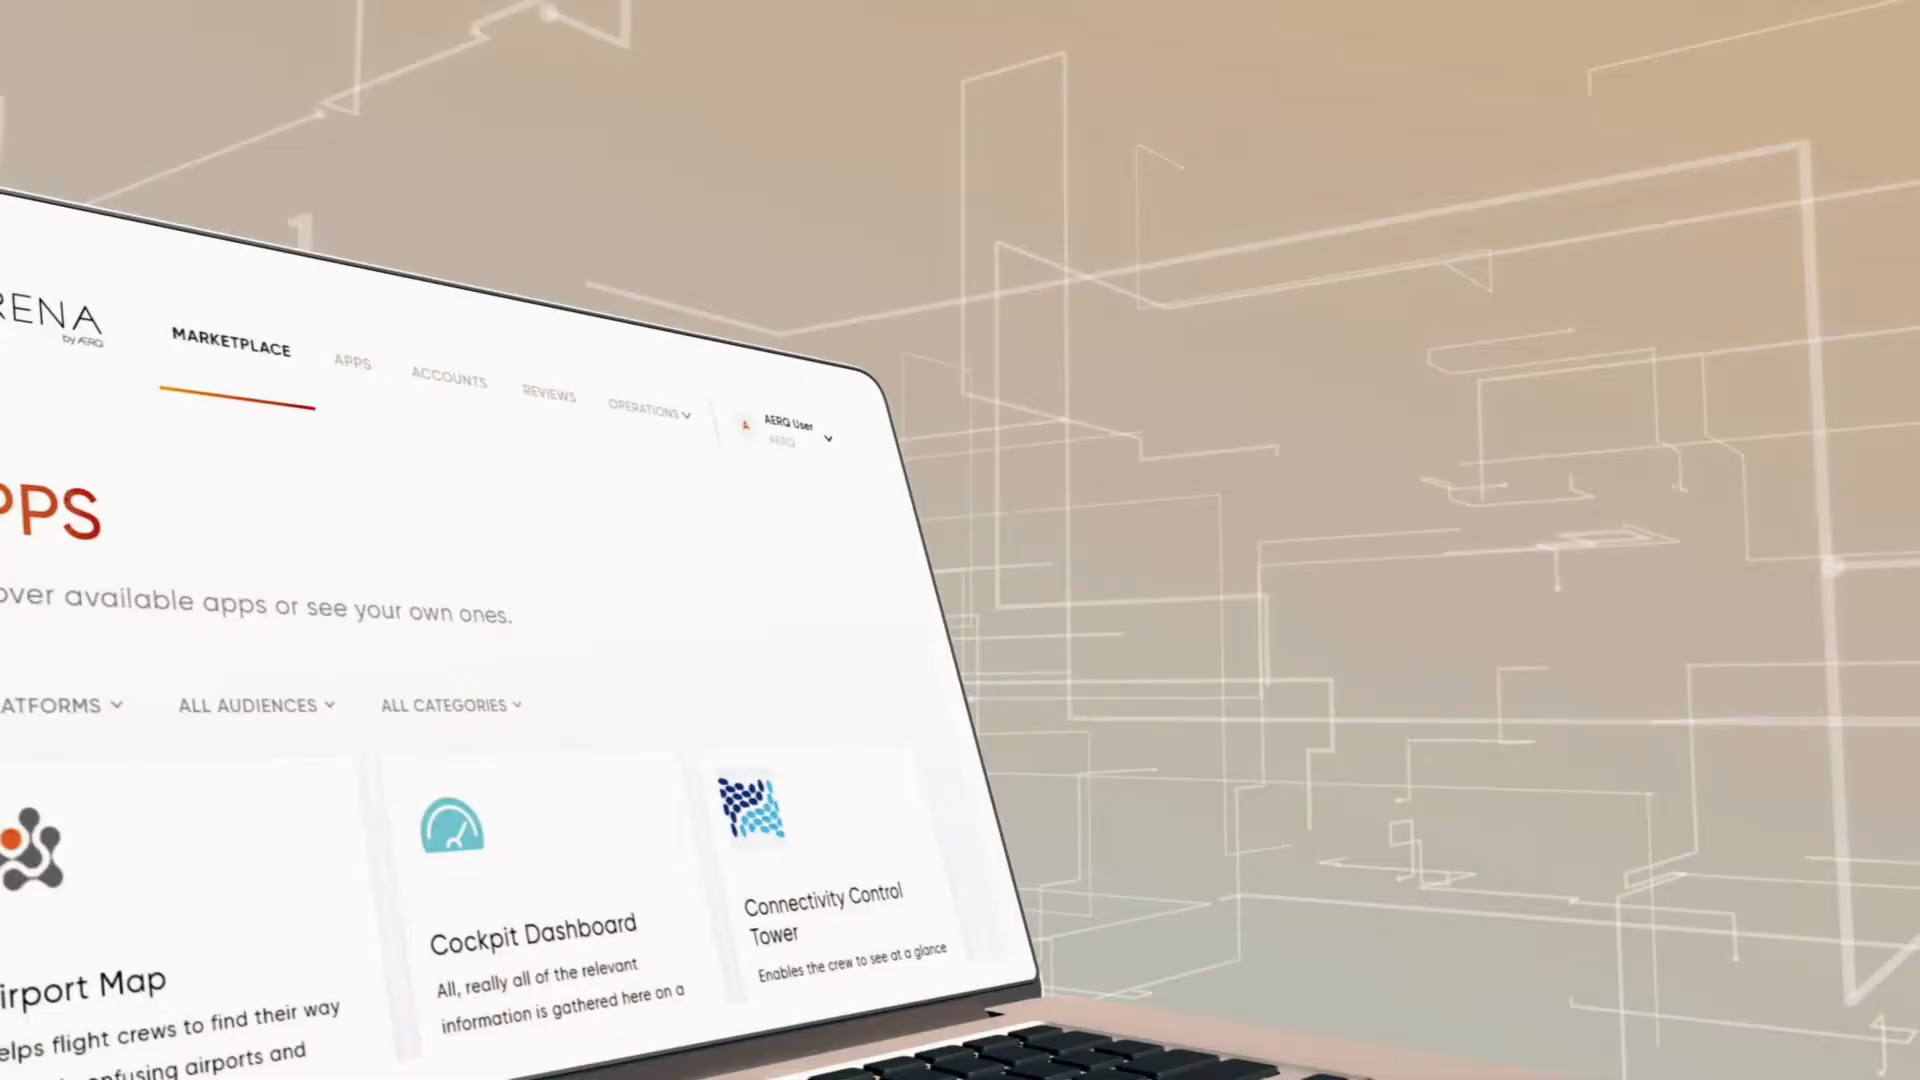 RENA
by AERQ
MARKETPLACE
APPS
ACCOUNTS
REVIEWS
OPERATIONS
A
AERQ User
AERQ
PPS
over available apps or see your own ones.
ATFORMS
ALL AUDIENCES
ALL CATEGORIES
irport Map
elps flight crews to find their way
nfusing airports and
Cockpit Dashboard
All, really all of the relevant
information is gathered here on a
Connectivity Control
Tower
Enables the crew to see at a glance
1